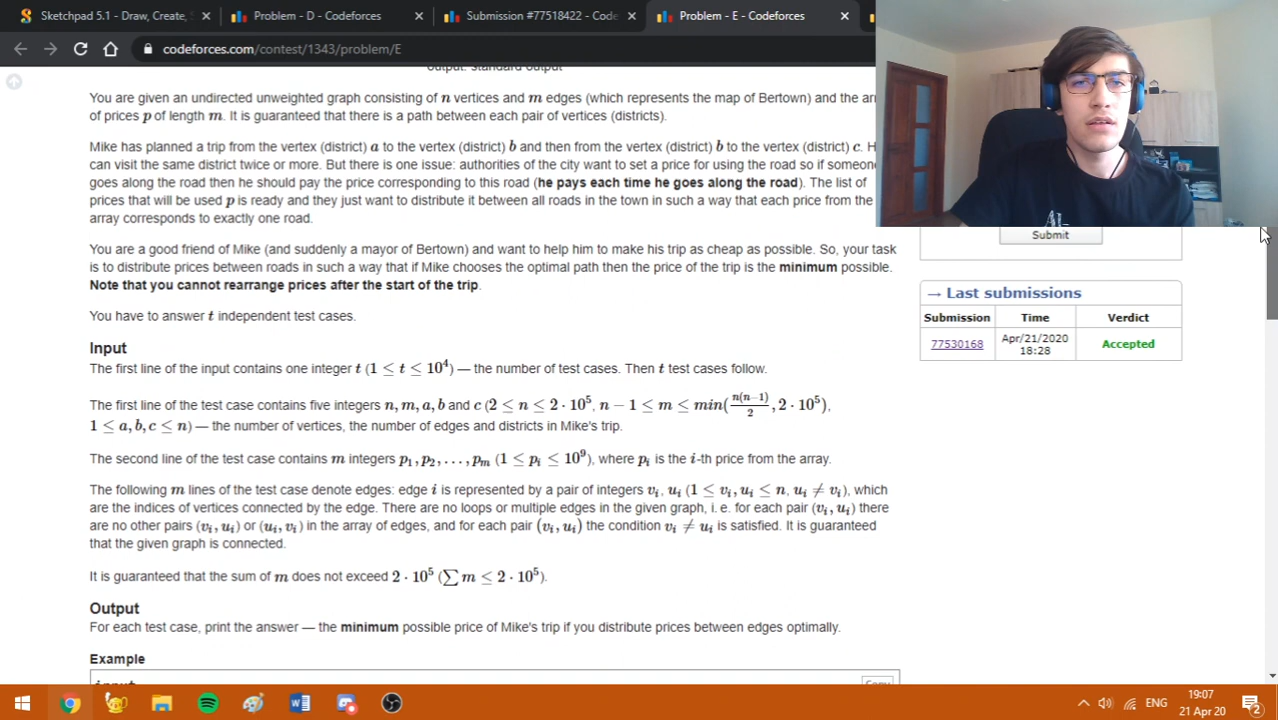 Sketchpad 5.1 - Draw, Create,
Problem - D - Codeforces
Submission #77518422 - Code
Problem - E - Codeforces
codeforces.com/contest/1343/problem/E
output: standard output
You are given an undirected unweighted graph consisting of n vertices and m edges (which represents the map of Bertown) and the arr
of prices p of length m. It is guaranteed that there is a path between each pair of vertices (districts).
Mike has planned a trip from the vertex (district) a to the vertex (district) b and then from the vertex (district) b to the vertex (district) c. H
can visit the same district twice or more. But there is one issue: authorities of the city want to set a price for using the road so if someone
goes along the road then he should pay the price corresponding to this road (he pays each time he goes along the road). The list of
prices that will be used p is ready and they just want to distribute it between all roads in the town in such a way that each price from the
array corresponds to exactly one road.
You are a good friend of Mike (and suddenly a mayor of Bertown) and want to help him to make his trip as cheap as possible. So, your task
is to distribute prices between roads in such a way that if Mike chooses the optimal path then the price of the trip is the minimum possible.
Note that you cannot rearrange prices after the start of the trip.
You have to answer t independent test cases.
Input
The first line of the input contains one integer t (1 ≤ t ≤ 10⁴) — the number of test cases. Then t test cases follow.
The first line of the test case contains five integers n, m, a, b and c (2 ≤ n ≤ 2 · 10⁵, n − 1 ≤ m ≤ min(n(n−1)/2, 2 · 10⁵),
1 ≤ a, b, c ≤ n) — the number of vertices, the number of edges and districts in Mike's trip.
The second line of the test case contains m integers p₁, p₂, . . . , pₘ (1 ≤ pᵢ ≤ 10⁹), where pᵢ is the i-th price from the array.
The following m lines of the test case denote edges: edge i is represented by a pair of integers vᵢ, uᵢ (1 ≤ vᵢ, uᵢ ≤ n, uᵢ ≠ vᵢ), which
are the indices of vertices connected by the edge. There are no loops or multiple edges in the given graph, i. e. for each pair (vᵢ, uᵢ) there
are no other pairs (vᵢ, uᵢ) or (uᵢ, vᵢ) in the array of edges, and for each pair (vᵢ, uᵢ) the condition vᵢ ≠ uᵢ is satisfied. It is guaranteed
that the given graph is connected.
It is guaranteed that the sum of m does not exceed 2 · 10⁵ (∑ m ≤ 2 · 10⁵).
Output
For each test case, print the answer — the minimum possible price of Mike's trip if you distribute prices between edges optimally.
Example
input
Copy
Submit
→ Last submissions
Submission Time Verdict
77530168 Apr/21/2020 18:28 Accepted
ENG
19:07
21 Apr 20
2